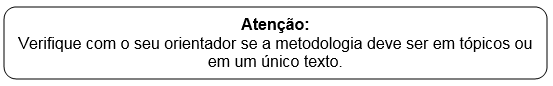 Atenção:
Verifique com o seu orientador se a metodologia deve ser em tópicos ou
em um único texto.